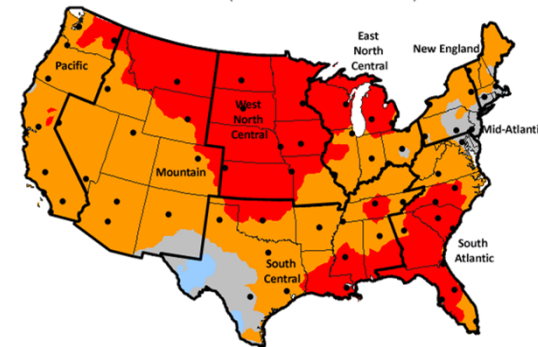 East
North
Central
New England
Pacific
West
North
Central
Mid-Atlantic
Mountain
South
Atlantic
South
Central